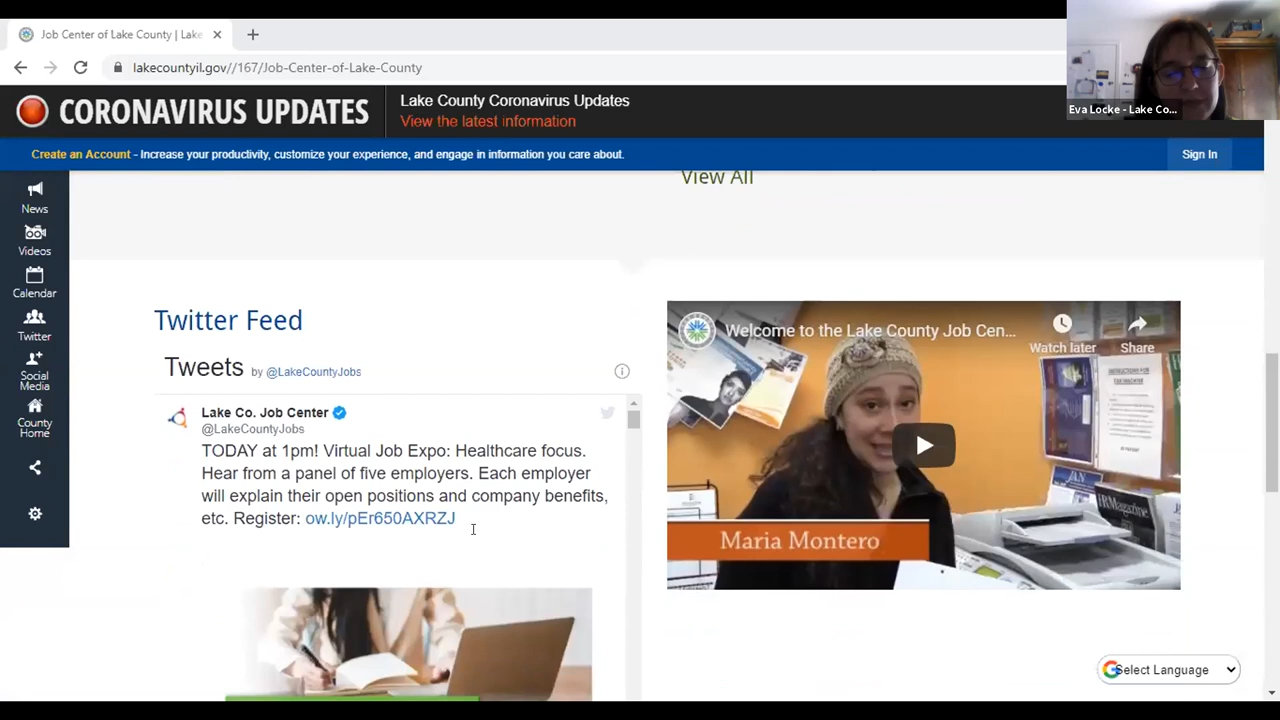 Job Center of Lake County | Lake
lakecountyil.gov//167/Job-Center-of-Lake-County
Eva Locke - Lake Co...
CORONAVIRUS UPDATES
Lake County Coronavirus Updates
View the latest information
Create an Account - Increase your productivity, customize your experience, and engage in information you care about.
Sign In
News
Videos
Calendar
Twitter
Social
Media
County
Home
View All
Twitter Feed
Tweets by @LakeCountyJobs
Lake Co. Job Center
@LakeCountyJobs
TODAY at 1pm! Virtual Job Expo: Healthcare focus.
Hear from a panel of five employers. Each employer
will explain their open positions and company benefits,
etc. Register: ow.ly/pEr650AXRZJ
Welcome to the Lake County Job Cen...
Watch later
Share
INSTRUCTIONS FOR
FAX MACHINE
HRMagazine
Maria Montero
Select Language